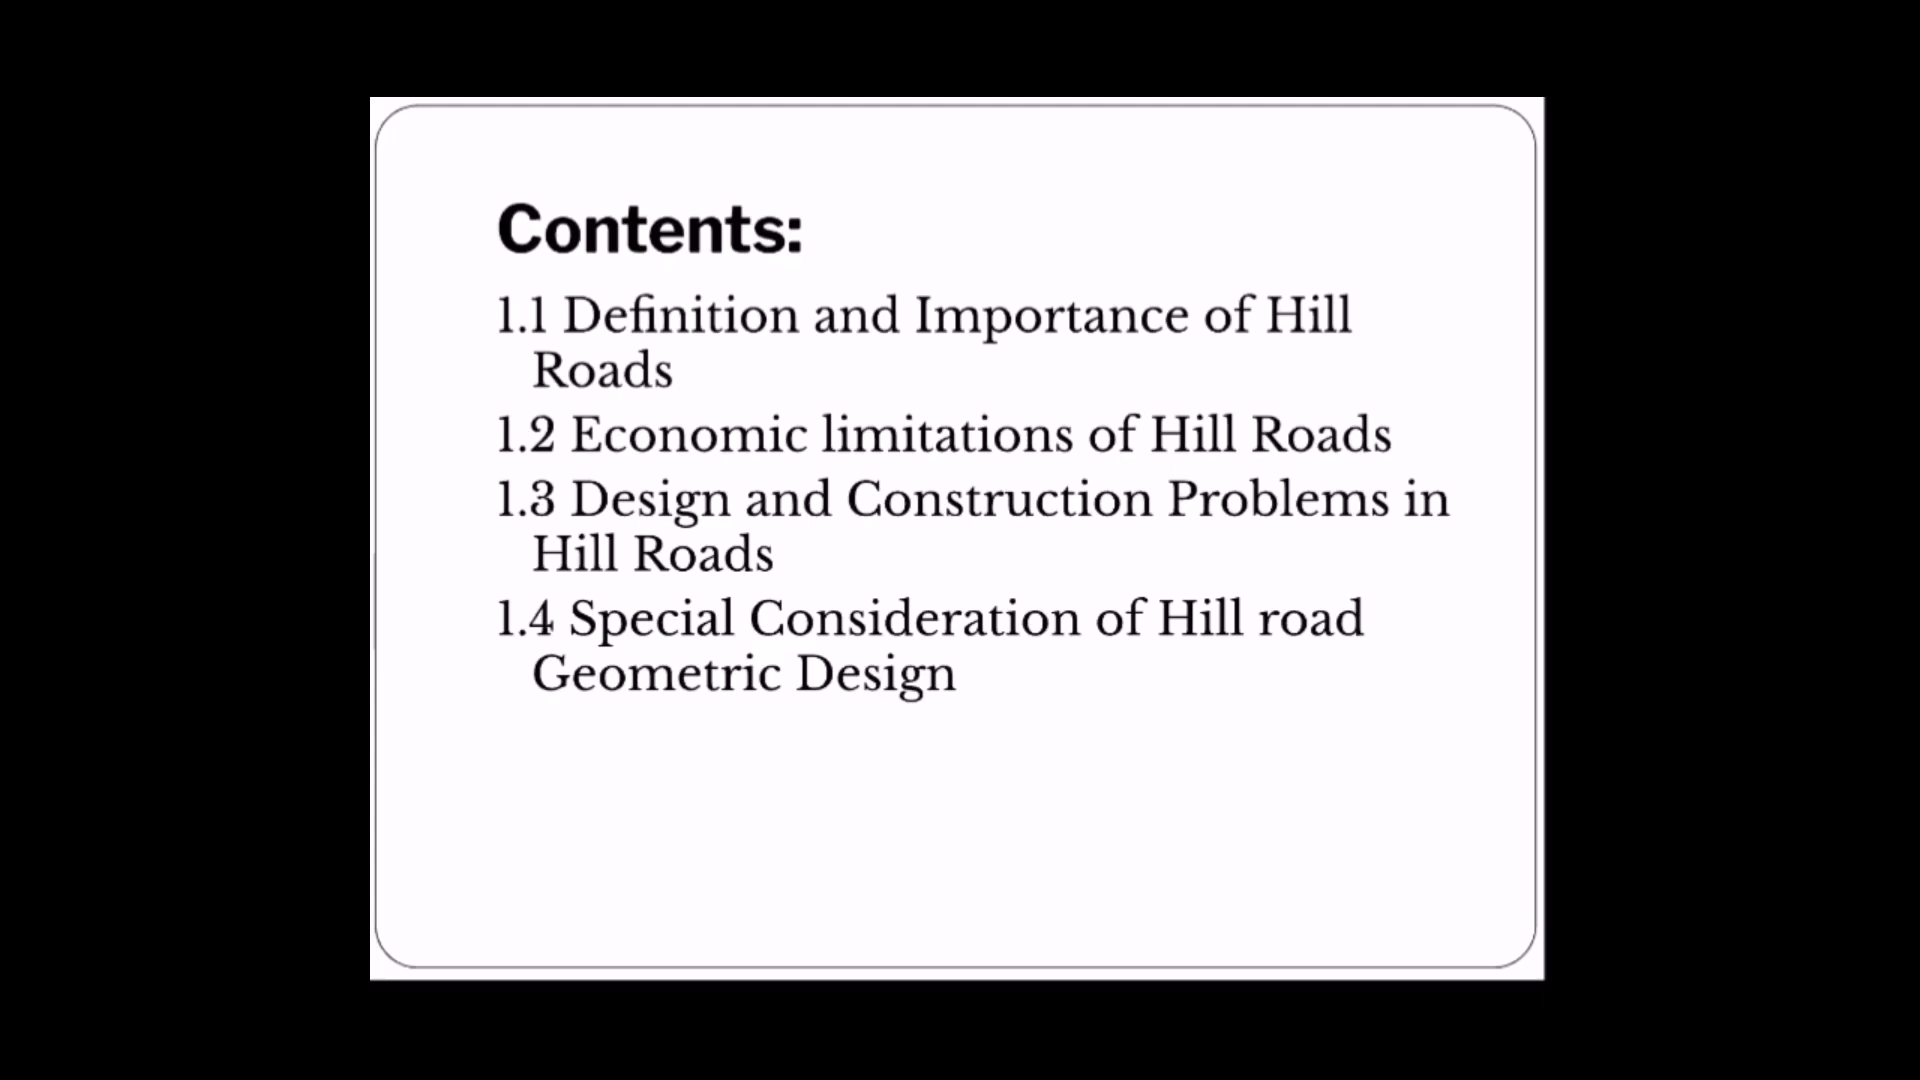 Contents:
1.1 Definition and Importance of Hill
Roads
1.2 Economic limitations of Hill Roads
1.3 Design and Construction Problems in
Hill Roads
1.4 Special Consideration of Hill road
Geometric Design